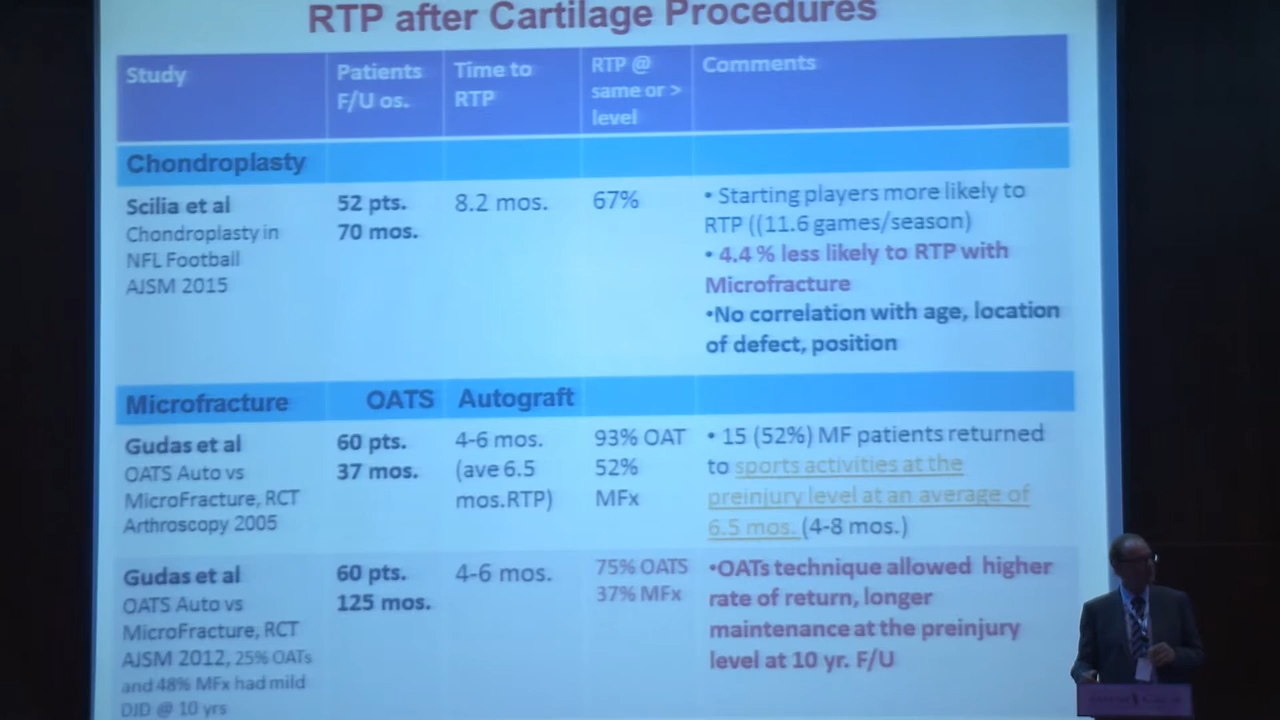 RTP after Cartilage Procedures
Study
Patients
F/U os.
Time to
RTP
RTP @
same or >
level
Comments
Chondroplasty
Scilia et al
Chondroplasty in
NFL Football
AJSM 2015
52 pts.
70 mos.
8.2 mos.
67%
• Starting players more likely to
RTP ((11.6 games/season)
• 4.4 % less likely to RTP with
Microfracture
•No correlation with age, location
of defect, position
Microfracture OATS Autograft
Gudas et al
OATS Auto vs
MicroFracture, RCT
Arthroscopy 2005
60 pts.
37 mos.
4-6 mos.
(ave 6.5
mos.RTP)
93% OAT
52%
MFx
• 15 (52%) MF patients returned
to sports activities at the
preinjury level at an average of
6.5 mos. (4-8 mos.)
Gudas et al
OATS Auto vs
MicroFracture, RCT
AJSM 2012, 25% OATs
and 48% MFx had mild
DJD @ 10 yrs
60 pts.
125 mos.
4-6 mos.
75% OATS
37% MFx
•OATs technique allowed higher
rate of return, longer
maintenance at the preinjury
level at 10 yr. F/U